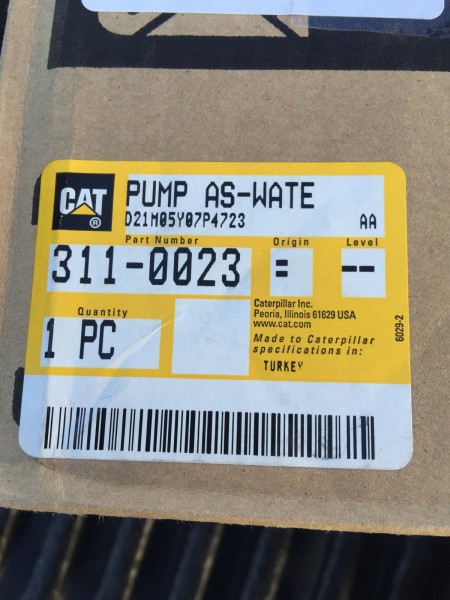 CAT®
PUMP AS-WATE
D21M05Y07P4723 AA
Part Number Origin Level
311-0023 = --
Quantity
1 PC
Caterpillar Inc.
Peoria, Illinois 61629 USA
www.cat.com
Made to Caterpillar
specifications in:
TURKEY
6029-2